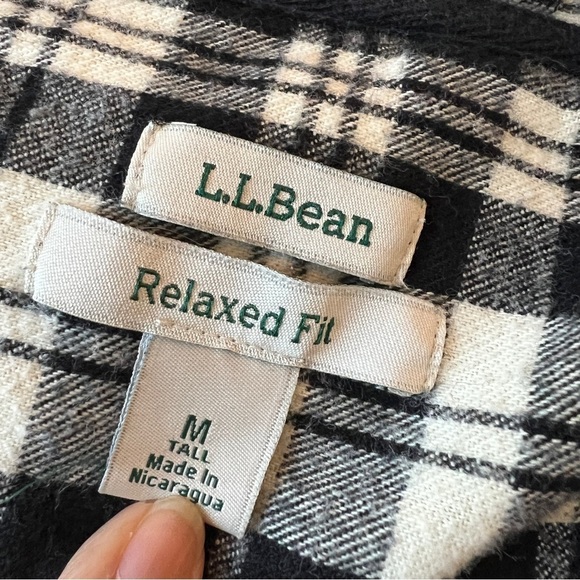 L.L.Bean
Relaxed Fit
M
TALL
Made In
Nicaragua